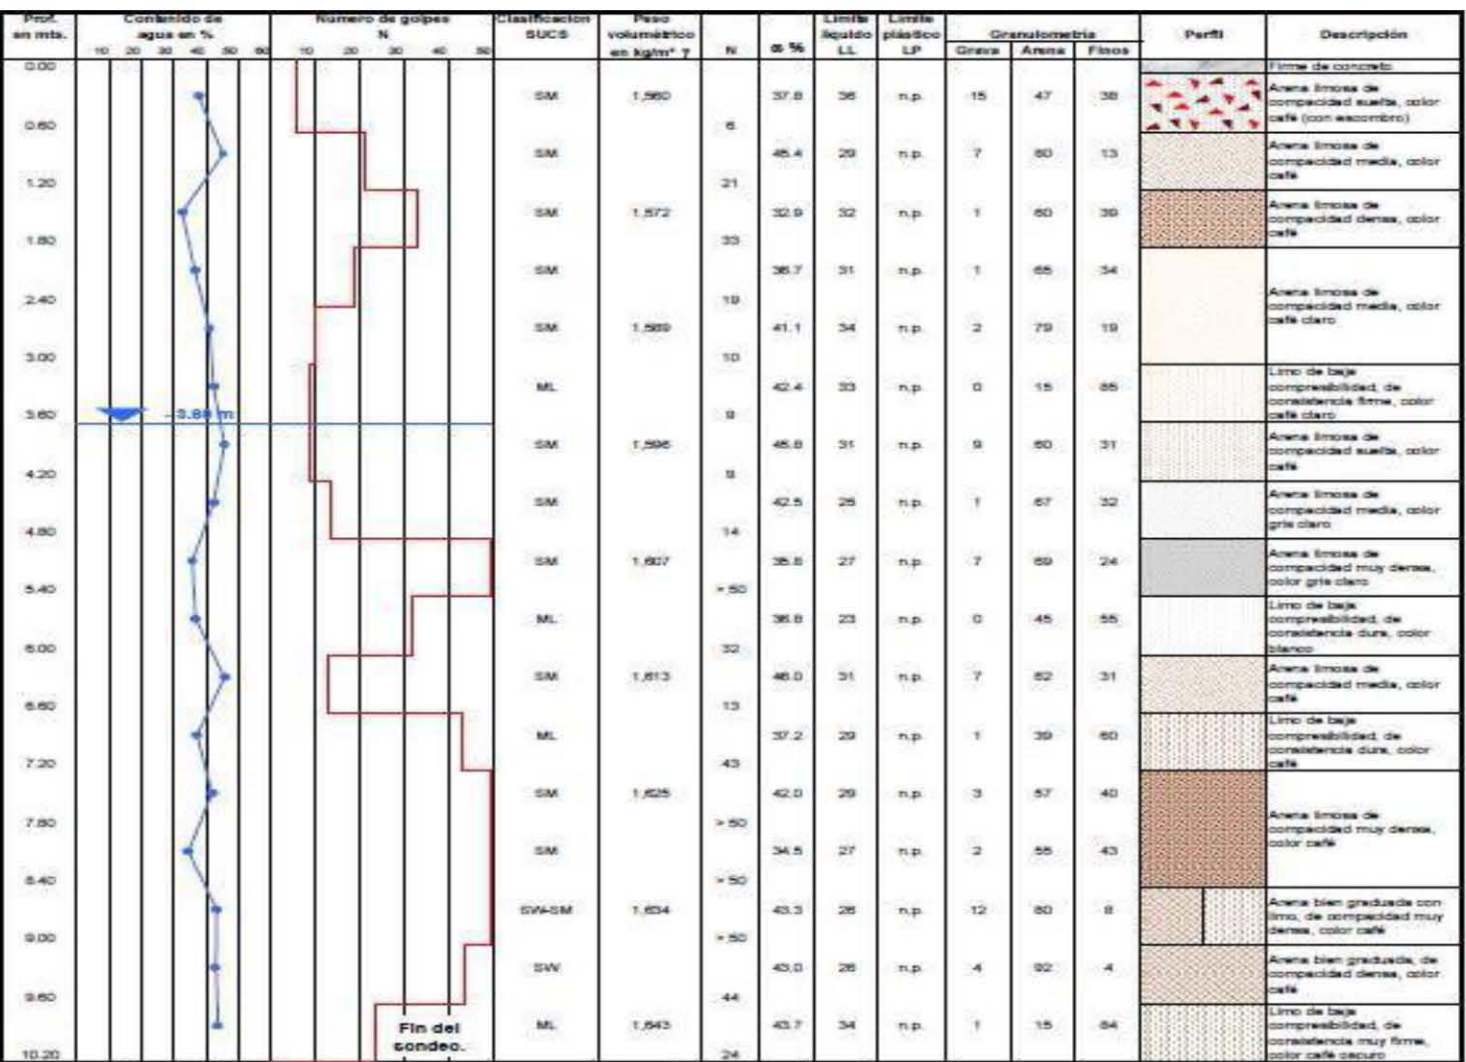 Prof. en mts. Contenido de agua en % Numero de golpes N Clasificacion SUCS Peso volumétrico en kg/m³ ? N ω % Limite liquido LL Limite plástico LP Granulometria Perfil Descripción
10 20 30 40 50 60 10 20 30 40 50 Grava Arena Finos
0.00 Firme de concreto
SM 1,560 37.8 36 n.p. 15 47 38 Arena limosa de compacidad suelta, color café (con escombro)
0.60 6
SM 45.4 29 n.p. 7 80 13 Arena limosa de compacidad media, color café
1.20 21
SM 1,572 32.9 32 n.p. 1 60 39 Arena limosa de compacidad densa, color café
1.80 33
SM 36.7 31 n.p. 1 65 34
2.40 19 Arena limosa de compacidad media, color café claro
SM 1,589 41.1 34 n.p. 2 79 19
3.00 10
ML 42.4 33 n.p. 0 15 85 Limo de baja compresibilidad, de consistencia firme, color café claro
3.60 m 9
SM 1,596 45.8 31 n.p. 9 60 31 Arena limosa de compacidad suelta, color café
4.20 9
SM 42.5 n.p. 1 67 32 Arena limosa de compacidad media, color gris claro
4.80 14
SM 1,607 27 n.p. 7 69 24 Arena limosa de compacidad muy densa, color gris claro
5.40 > 50
ML 36.8 23 n.p. 0 45 55 Limo de baja compresibilidad, de consistencia dura, color blanco
6.00 32
SM 1,613 46.0 31 n.p. 7 62 31 Arena limosa de compacidad media, color café
6.60 13
ML 37.2 29 n.p. 1 39 60 Limo de baja compresibilidad, de consistencia dura, color café
7.20 43
SM 1,625 42.0 29 n.p. 3 57 40
7.80 > 50 Arena limosa de compacidad muy densa, color café
SM 34.5 27 n.p. 2 55 43
8.40 > 50
SW-SM 1,634 43.3 n.p. 12 80 8 Arena bien graduada con limo, de compacidad muy densa, color café
9.00 > 50
SW 43.0 n.p. 4 92 4 Arena bien graduada, de compacidad densa, color café
9.60 44
Fin del sondeo. ML 1,643 43.7 34 n.p. 1 15 84 Limo de baja compresibilidad, de consistencia muy firme, color café oscuro
10.20 24